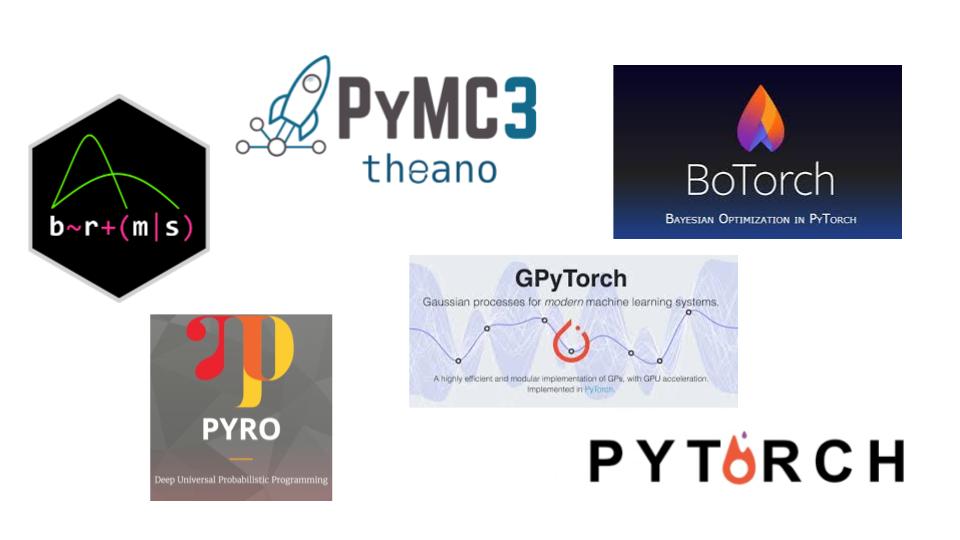 PyMC3
theano
b~r+(m|s)
BoTorch
Bayesian Optimization in PyTorch
GPyTorch
Gaussian processes for modern machine learning systems.
A highly efficient and modular implementation of GPs, with GPU acceleration.
Implemented in PyTorch.
PYRO
Deep Universal Probabilistic Programming
PYTORCH